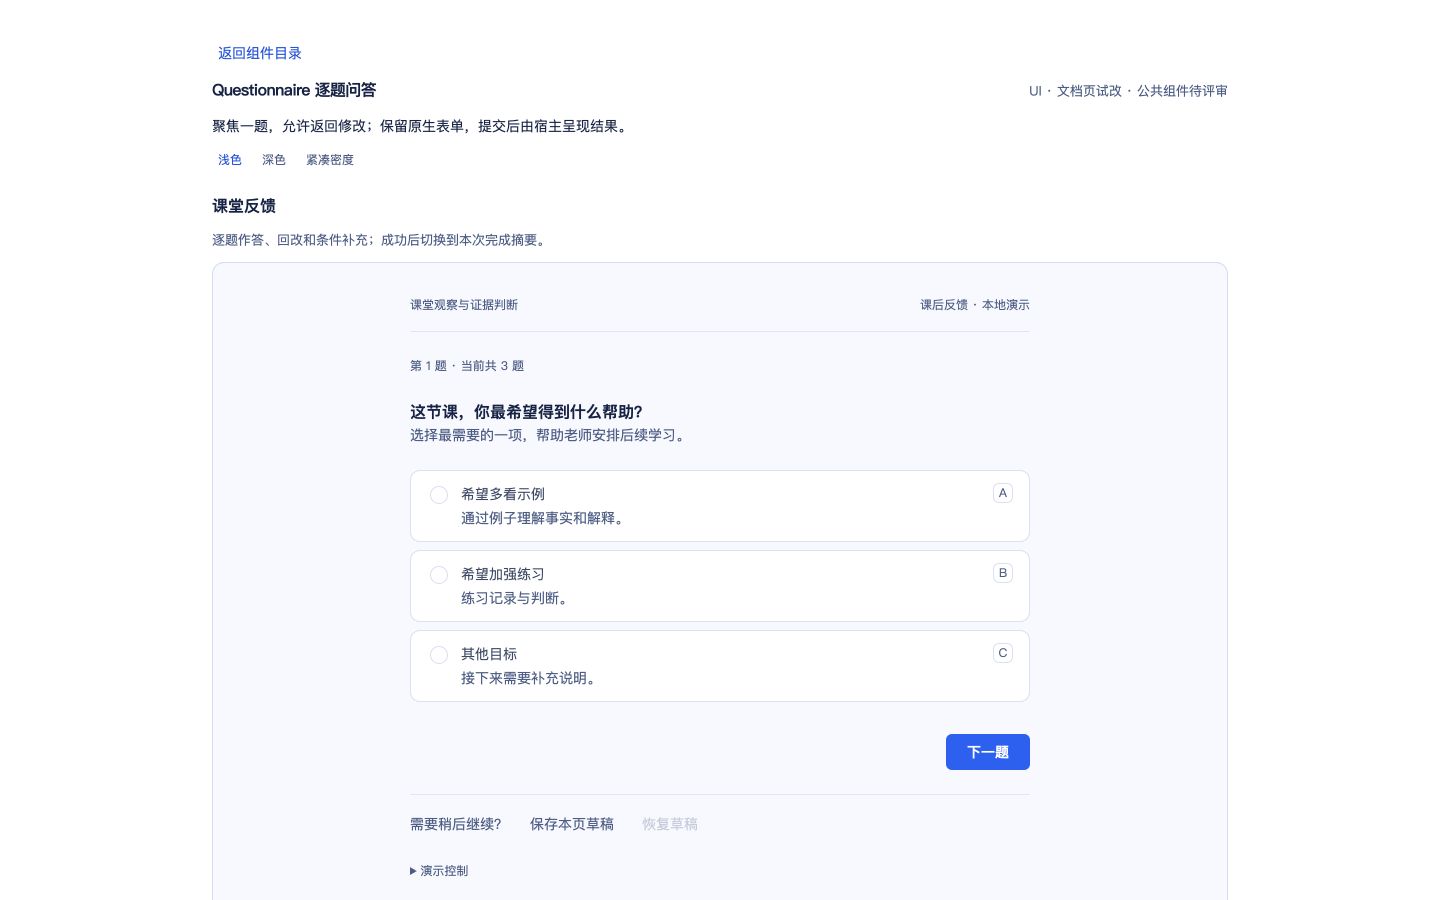 返回组件目录
Questionnaire 逐题问答
UI · 文档页试改 · 公共组件待评审
聚焦一题，允许返回修改；保留原生表单，提交后由宿主呈现结果。
浅色 深色 紧凑密度
课堂反馈
逐题作答、回改和条件补充；成功后切换到本次完成摘要。
课堂观察与证据判断
课后反馈 · 本地演示
第 1 题 · 当前共 3 题
这节课，你最希望得到什么帮助？
选择最需要的一项，帮助老师安排后续学习。
希望多看示例 A
通过例子理解事实和解释。
希望加强练习 B
练习记录与判断。
其他目标 C
接下来需要补充说明。
下一题
需要稍后继续？ 保存本页草稿 恢复草稿
▶ 演示控制